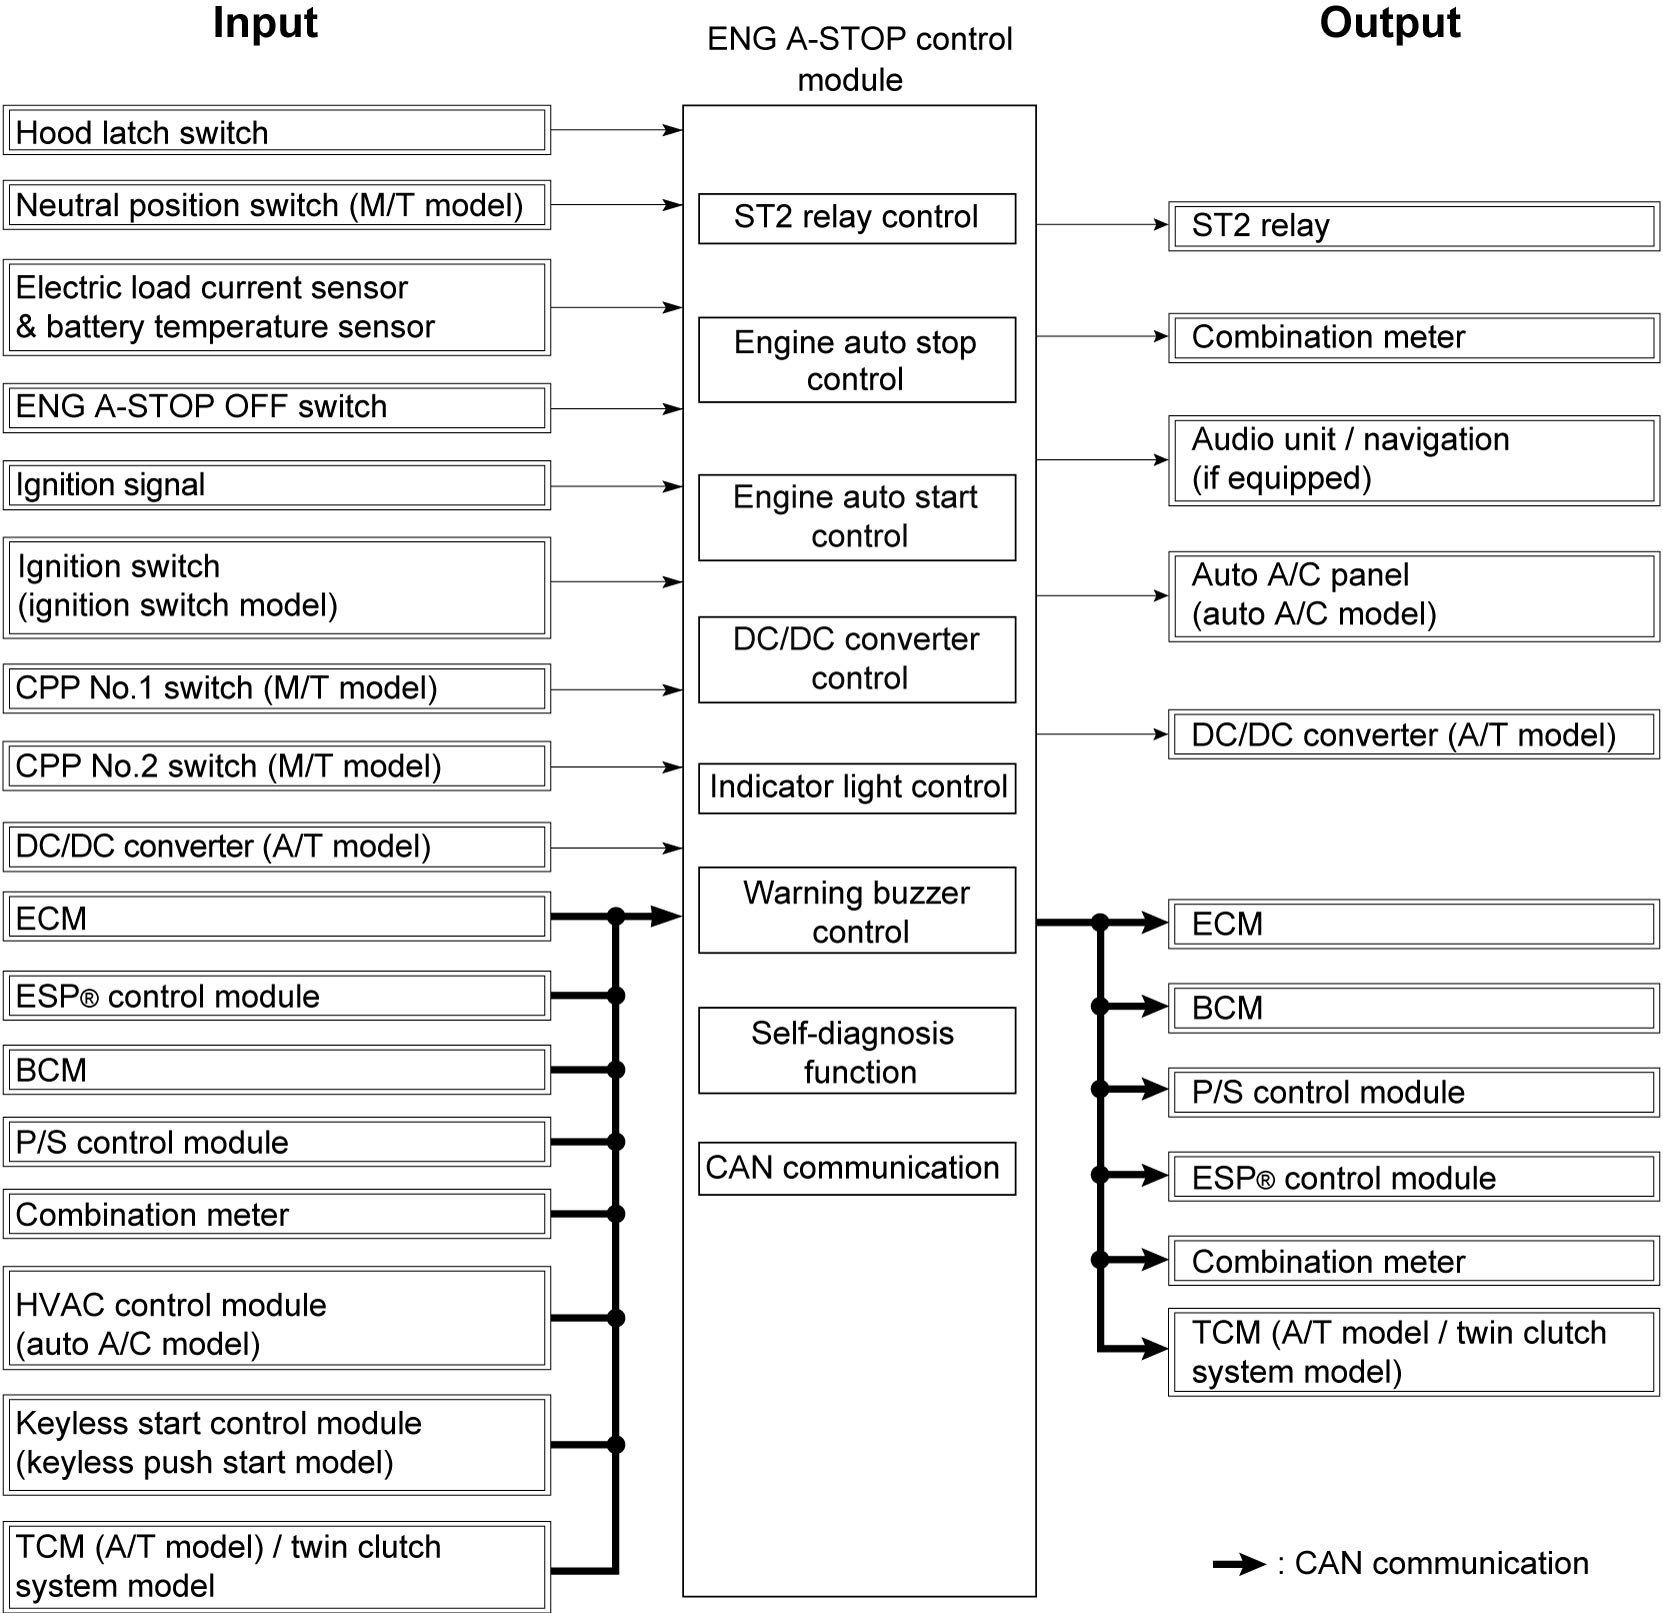 Input
Hood latch switch
Neutral position switch (M/T model)
Electric load current sensor
& battery temperature sensor
ENG A-STOP OFF switch
Ignition signal
Ignition switch
(ignition switch model)
CPP No.1 switch (M/T model)
CPP No.2 switch (M/T model)
DC/DC converter (A/T model)
ECM
ESP® control module
BCM
P/S control module
Combination meter
HVAC control module
(auto A/C model)
Keyless start control module
(keyless push start model)
TCM (A/T model) / twin clutch
system model
ENG A-STOP control
module
ST2 relay control
Engine auto stop
control
Engine auto start
control
DC/DC converter
control
Indicator light control
Warning buzzer
control
Self-diagnosis
function
CAN communication
Output
ST2 relay
Combination meter
Audio unit / navigation
(if equipped)
Auto A/C panel
(auto A/C model)
DC/DC converter (A/T model)
ECM
BCM
P/S control module
ESP® control module
Combination meter
TCM (A/T model / twin clutch
system model)
: CAN communication